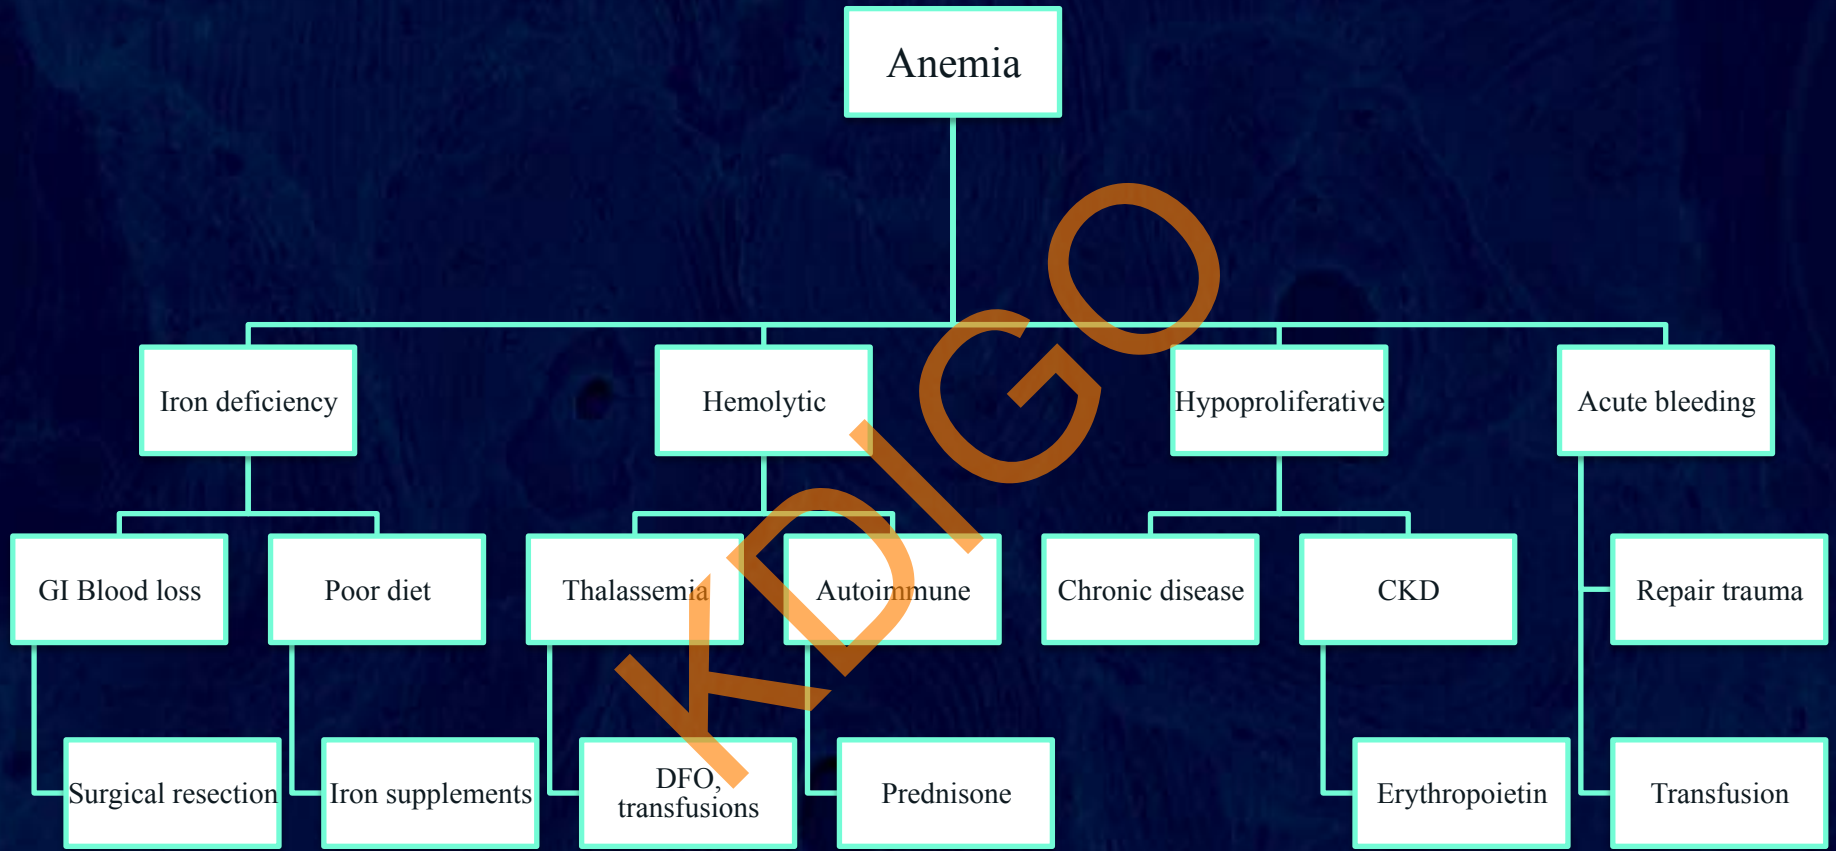 Anemia
Iron deficiency
Hemolytic
Hypoproliferative
Acute bleeding
GI Blood loss
Poor diet
Thalassemia
Autoimmune
Chronic disease
CKD
Repair trauma
Surgical resection
Iron supplements
DFO,
transfusions
Prednisone
Erythropoietin
Transfusion
KDIGO